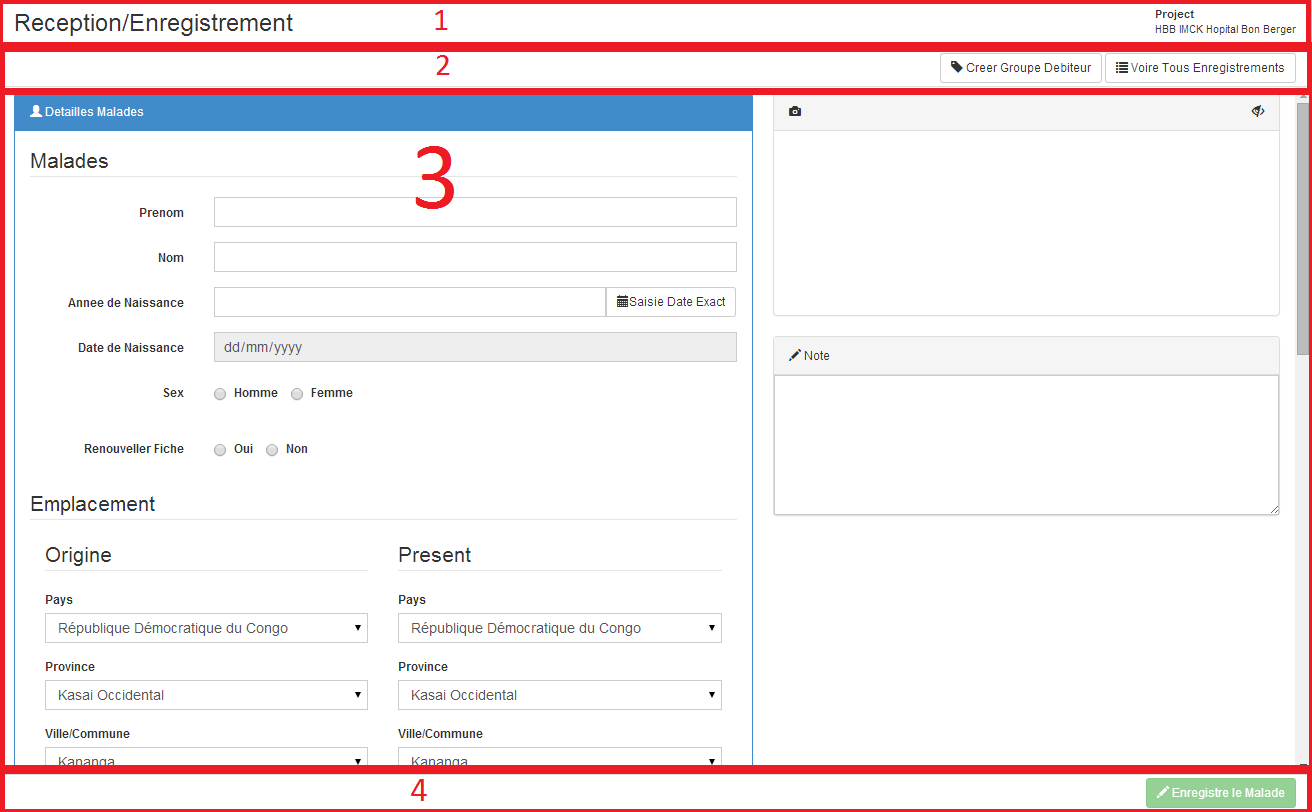 Reception/Enregistrement
1
Project
HBB IMCK Hopital Bon Berger
2
Creer Groupe Debiteur
Voire Tous Enregistrements
Detailles Malades
3
Malades
Prenom
Nom
Annee de Naissance
Saisie Date Exact
Date de Naissance
dd/mm/yyyy
Sex
Homme
Femme
Renouveller Fiche
Oui
Non
Note
Emplacement
Origine
Present
Pays
Pays
République Démocratique du Congo
République Démocratique du Congo
Province
Province
Kasai Occidental
Kasai Occidental
Ville/Commune
Ville/Commune
Kananga
Kananga
4
Enregistre le Malade